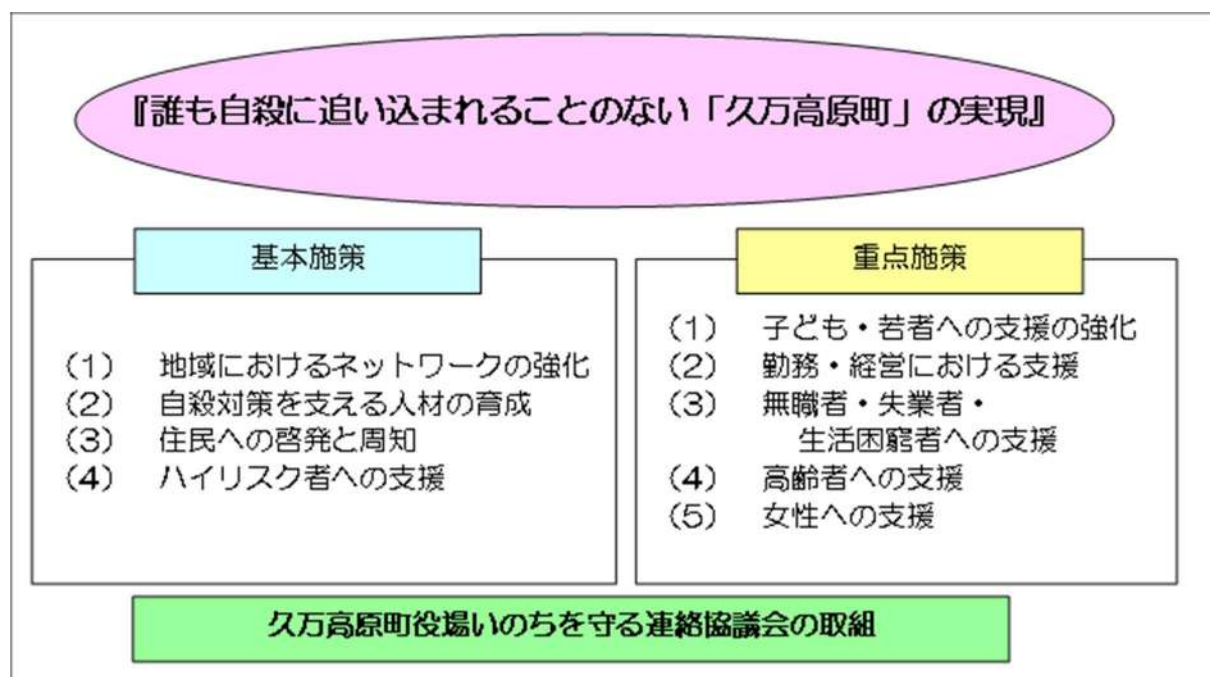 『誰も自殺に追い込まれることのない「久万高原町」の実現』
基本施策
(1) 地域におけるネットワークの強化
(2) 自殺対策を支える人材の育成
(3) 住民への啓発と周知
(4) ハイリスク者への支援
重点施策
(1) 子ども・若者への支援の強化
(2) 勤務・経営における支援
(3) 無職者・失業者・
生活困窮者への支援
(4) 高齢者への支援
(5) 女性への支援
久万高原町役場いのちを守る連絡協議会の取組